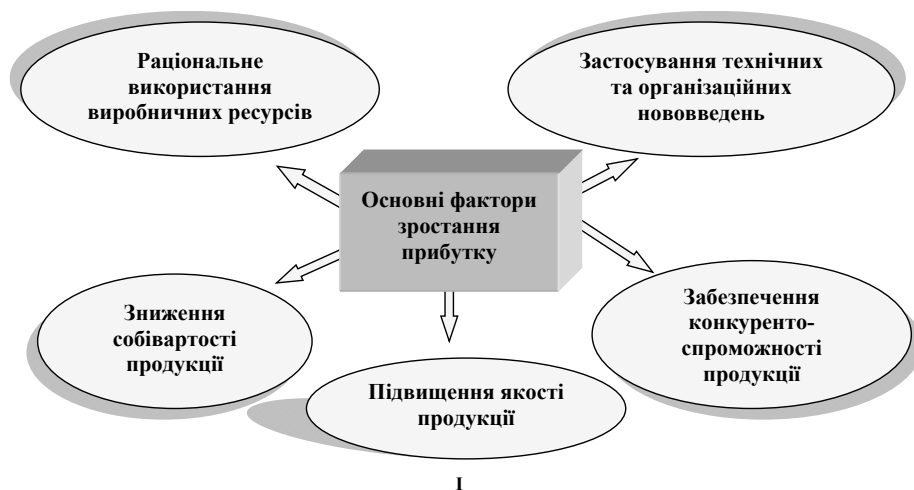 Раціональне
використання
виробничих ресурсів
Застосування технічних
та організаційних
нововведень
Основні фактори
зростання
прибутку
Зниження
собівартості
продукції
Забезпечення
конкуренто-
спроможності
продукції
Підвищення якості
продукції
І